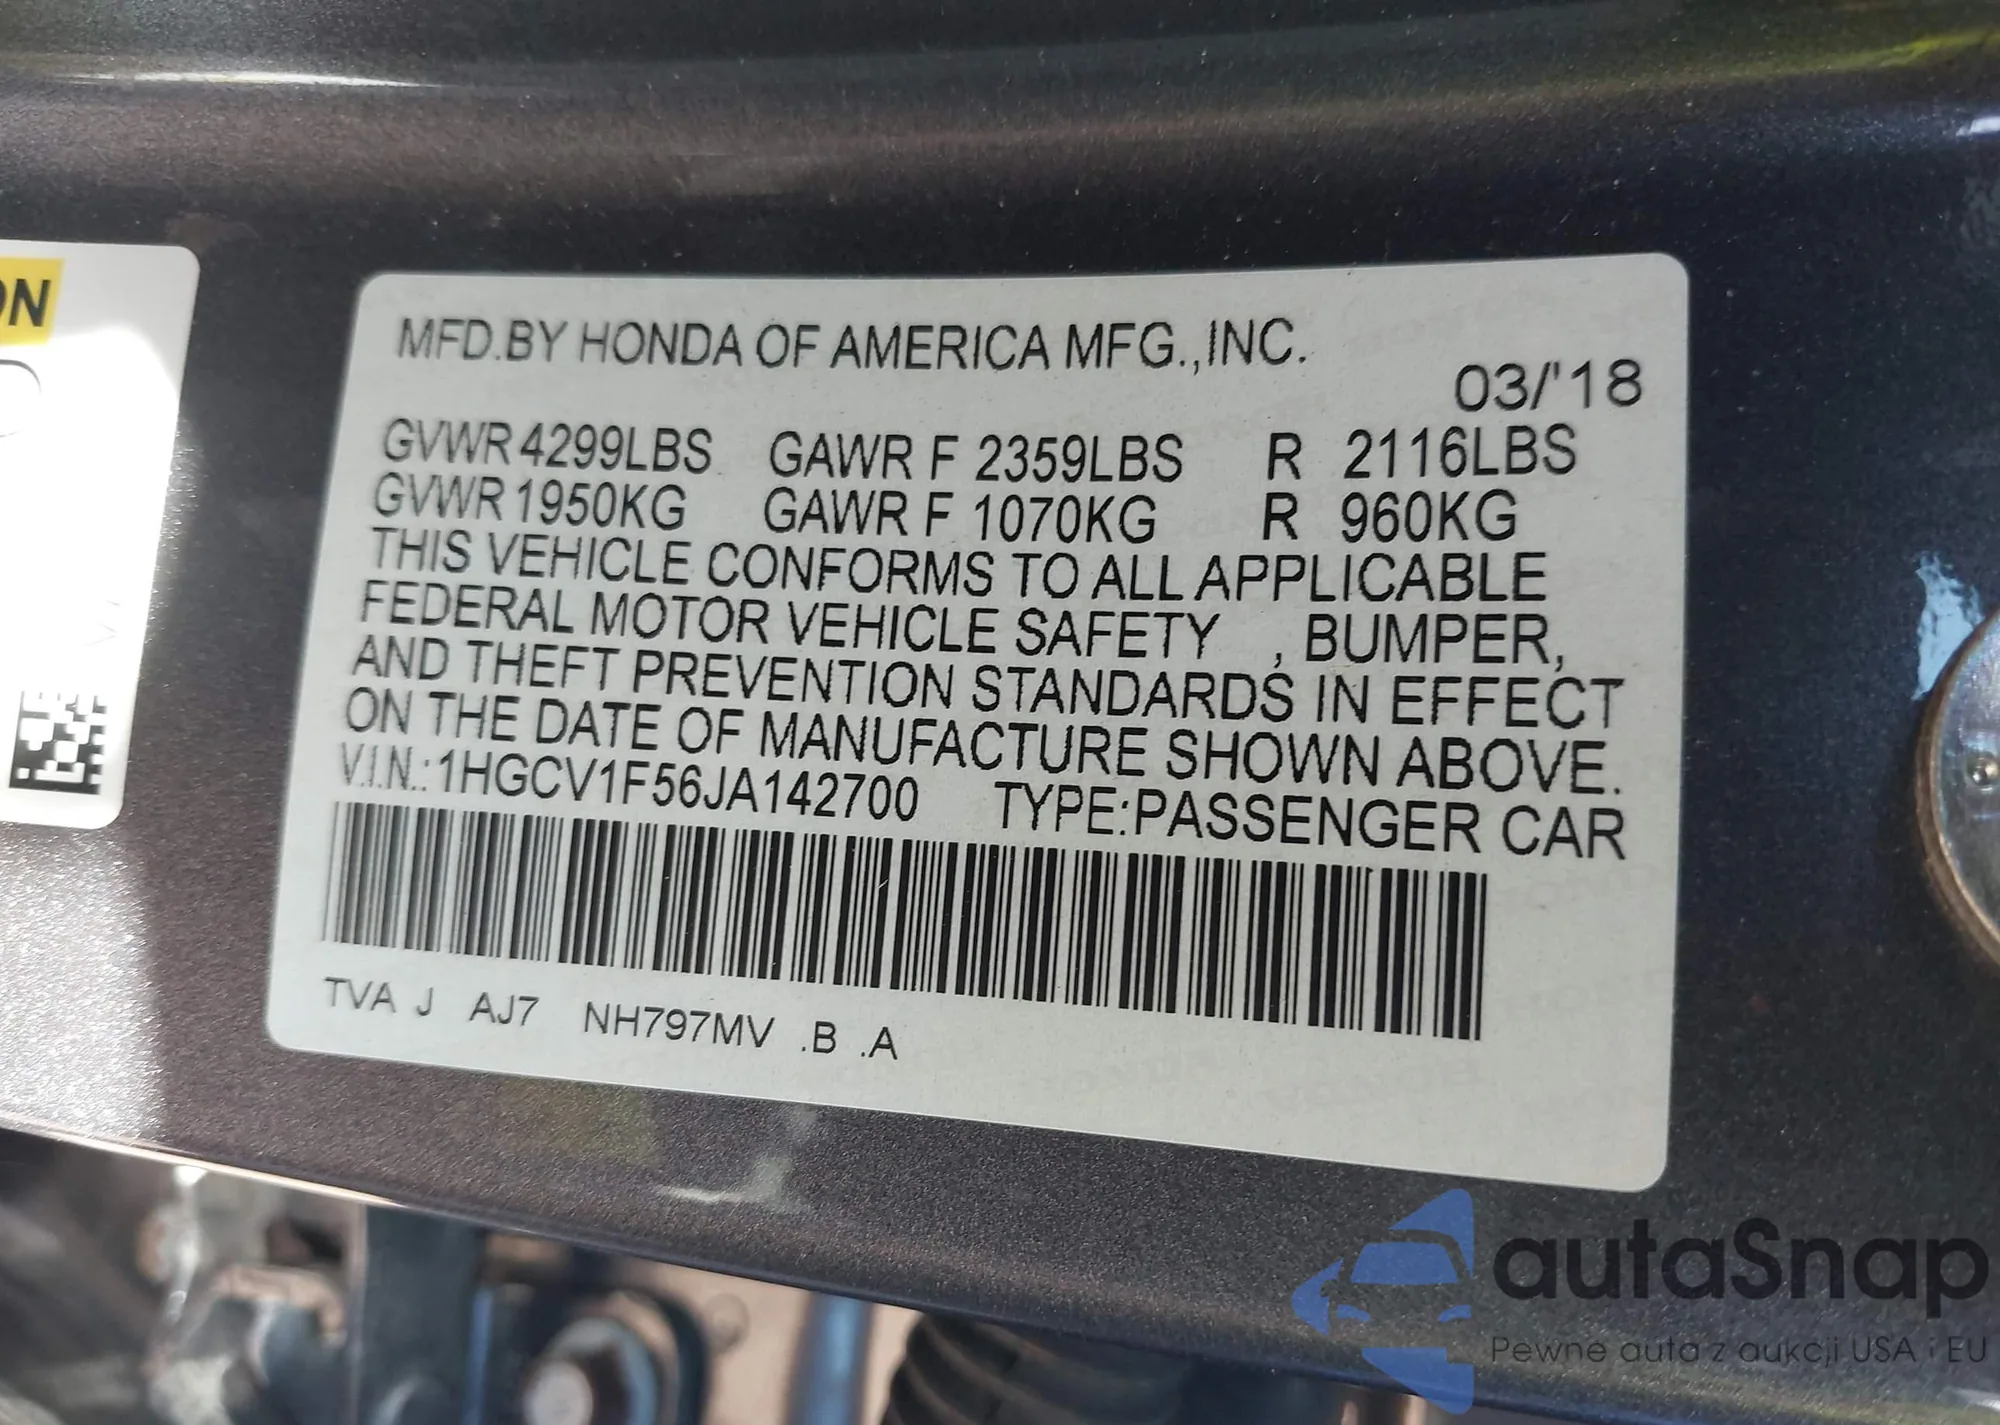 ON
MFD.BY HONDA OF AMERICA MFG.,INC.
03/'18
GVWR 4299LBS GAWR F 2359LBS R 2116LBS
GVWR 1950KG GAWR F 1070KG R 960KG
THIS VEHICLE CONFORMS TO ALL APPLICABLE
FEDERAL MOTOR VEHICLE SAFETY , BUMPER,
AND THEFT PREVENTION STANDARDS IN EFFECT
ON THE DATE OF MANUFACTURE SHOWN ABOVE.
V.I.N.:1HGCV1F56JA142700 TYPE:PASSENGER CAR
TVA J AJ7 NH797MV .B .A
autaSnap
Pewne auta z aukcji USA i EU